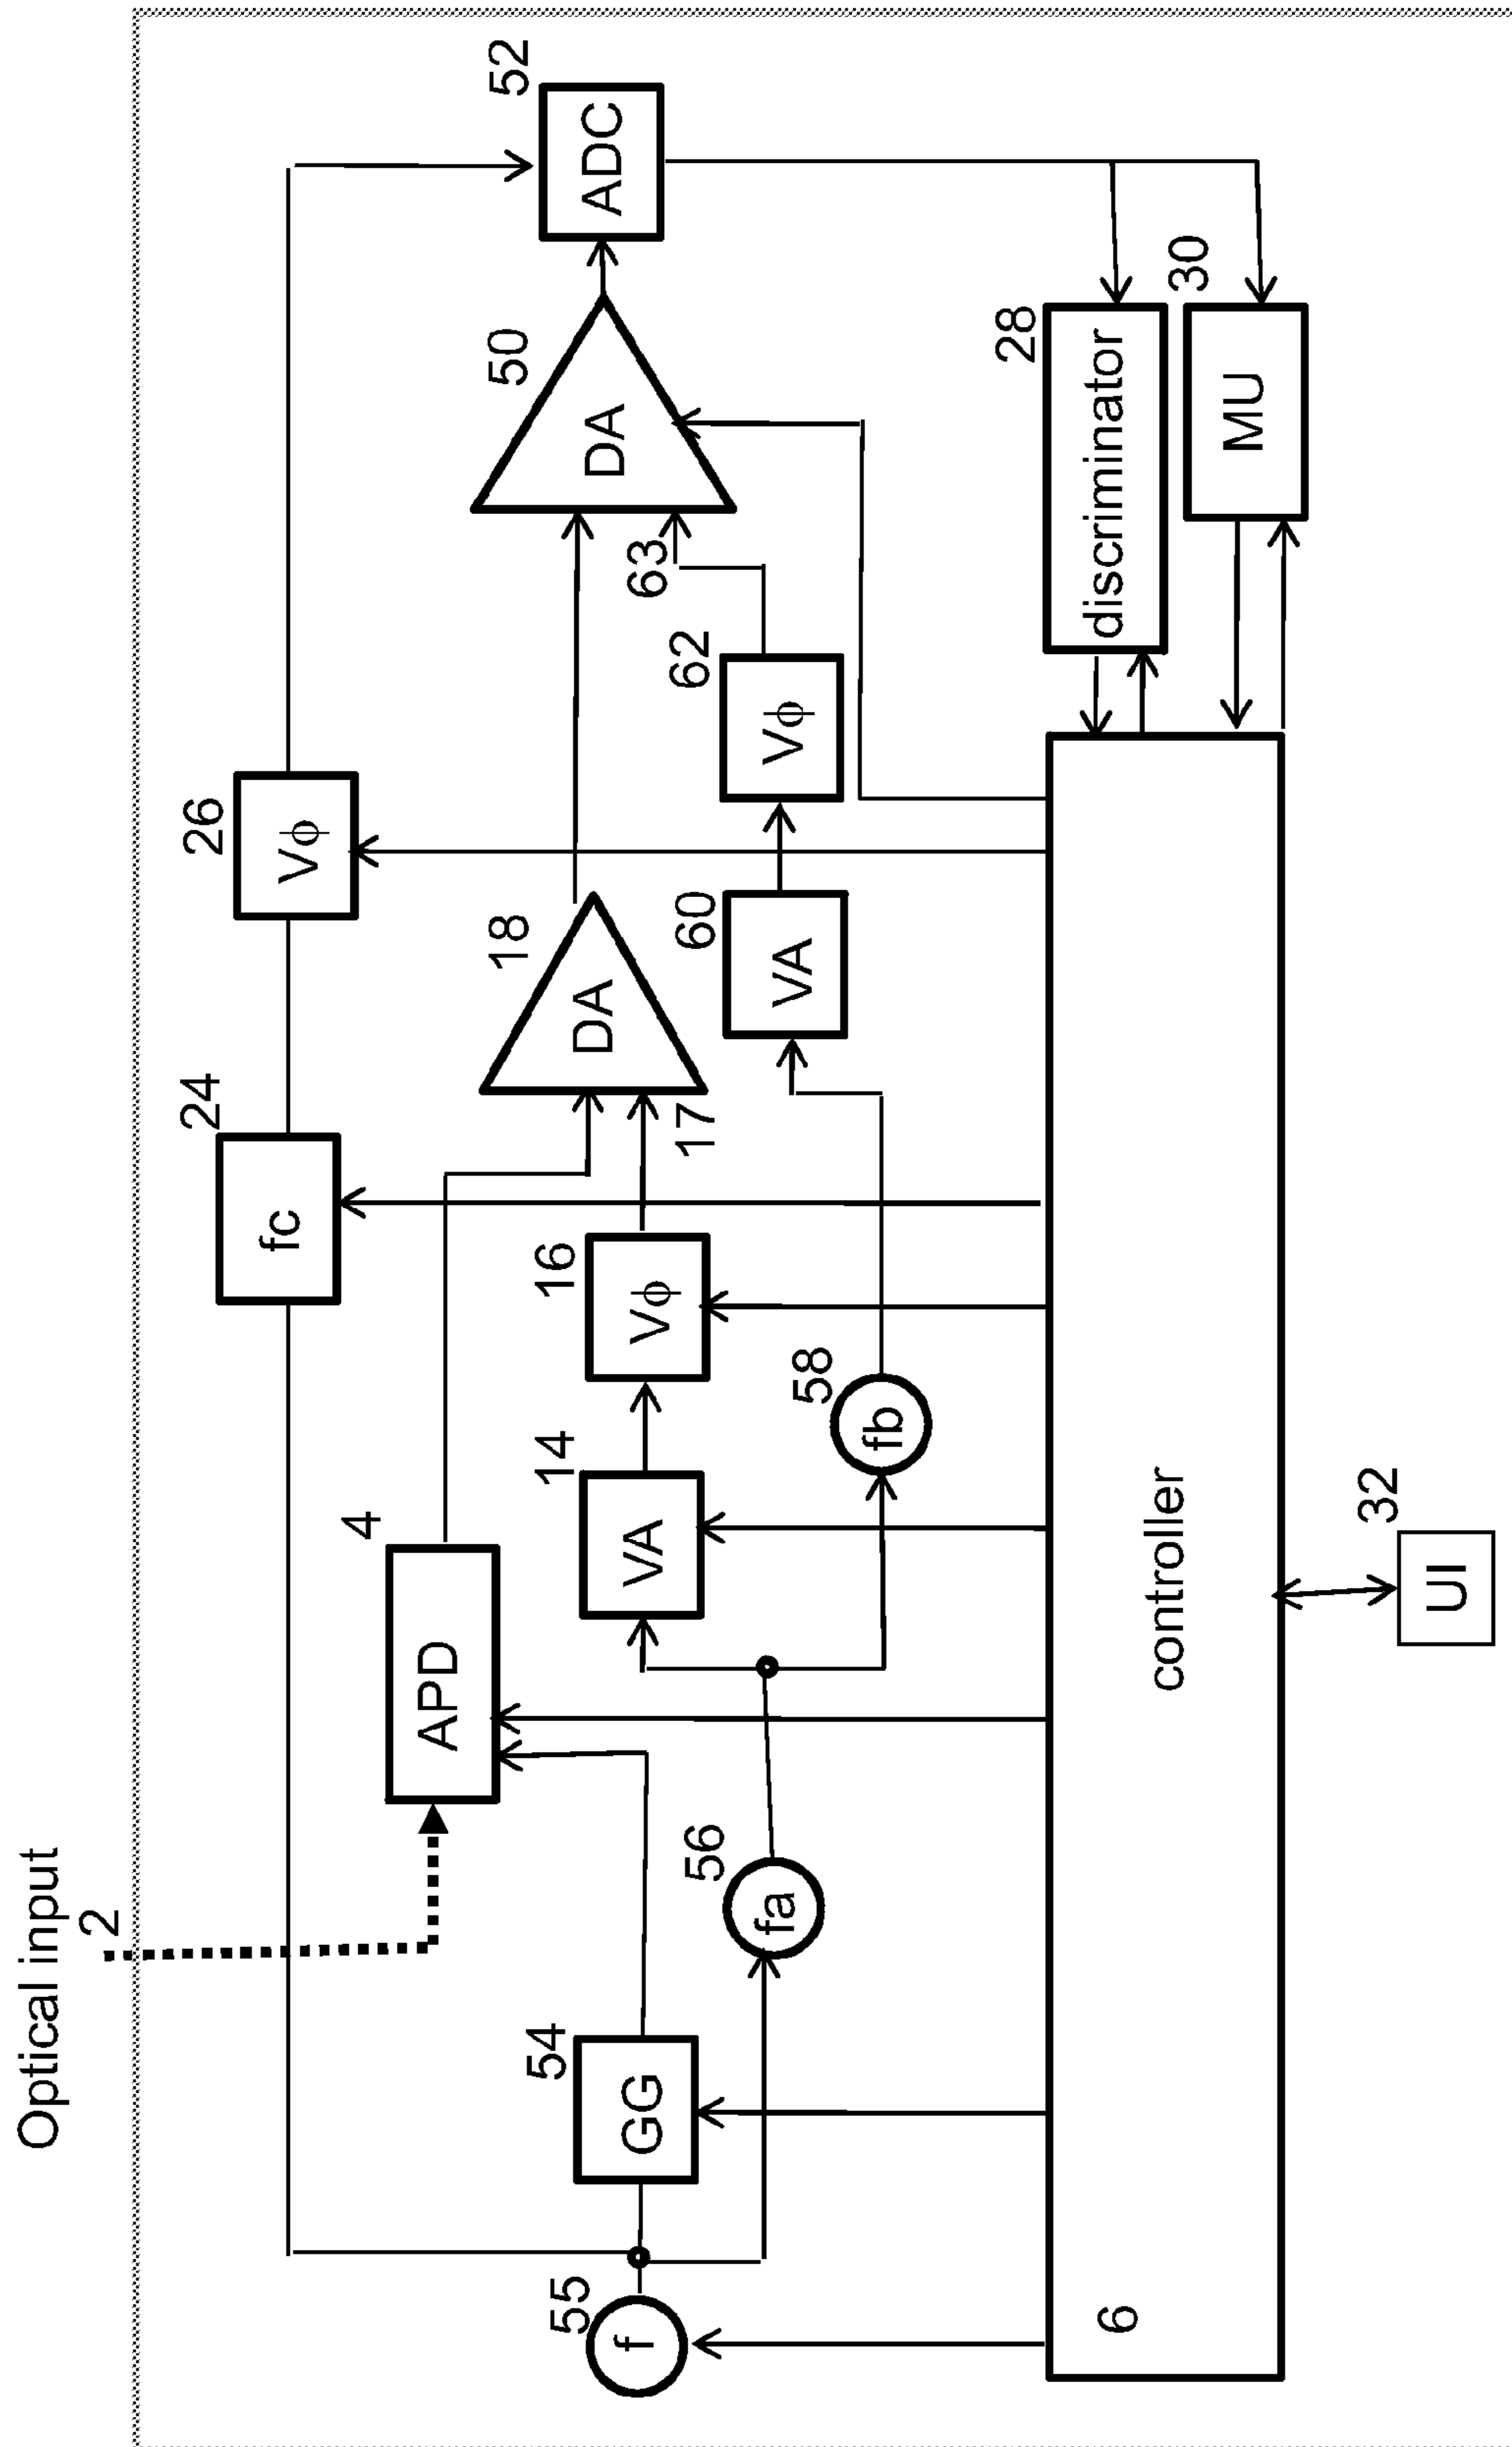 Optical input
2
24
fc
26
Vϕ
52
ADC
4
APD
18
DA
50
DA
54
GG
14
VA
16
Vϕ
17
63
55
f
56
fa
58
fb
60
VA
62
Vϕ
28
discriminator
30
MU
6
controller
32
UI